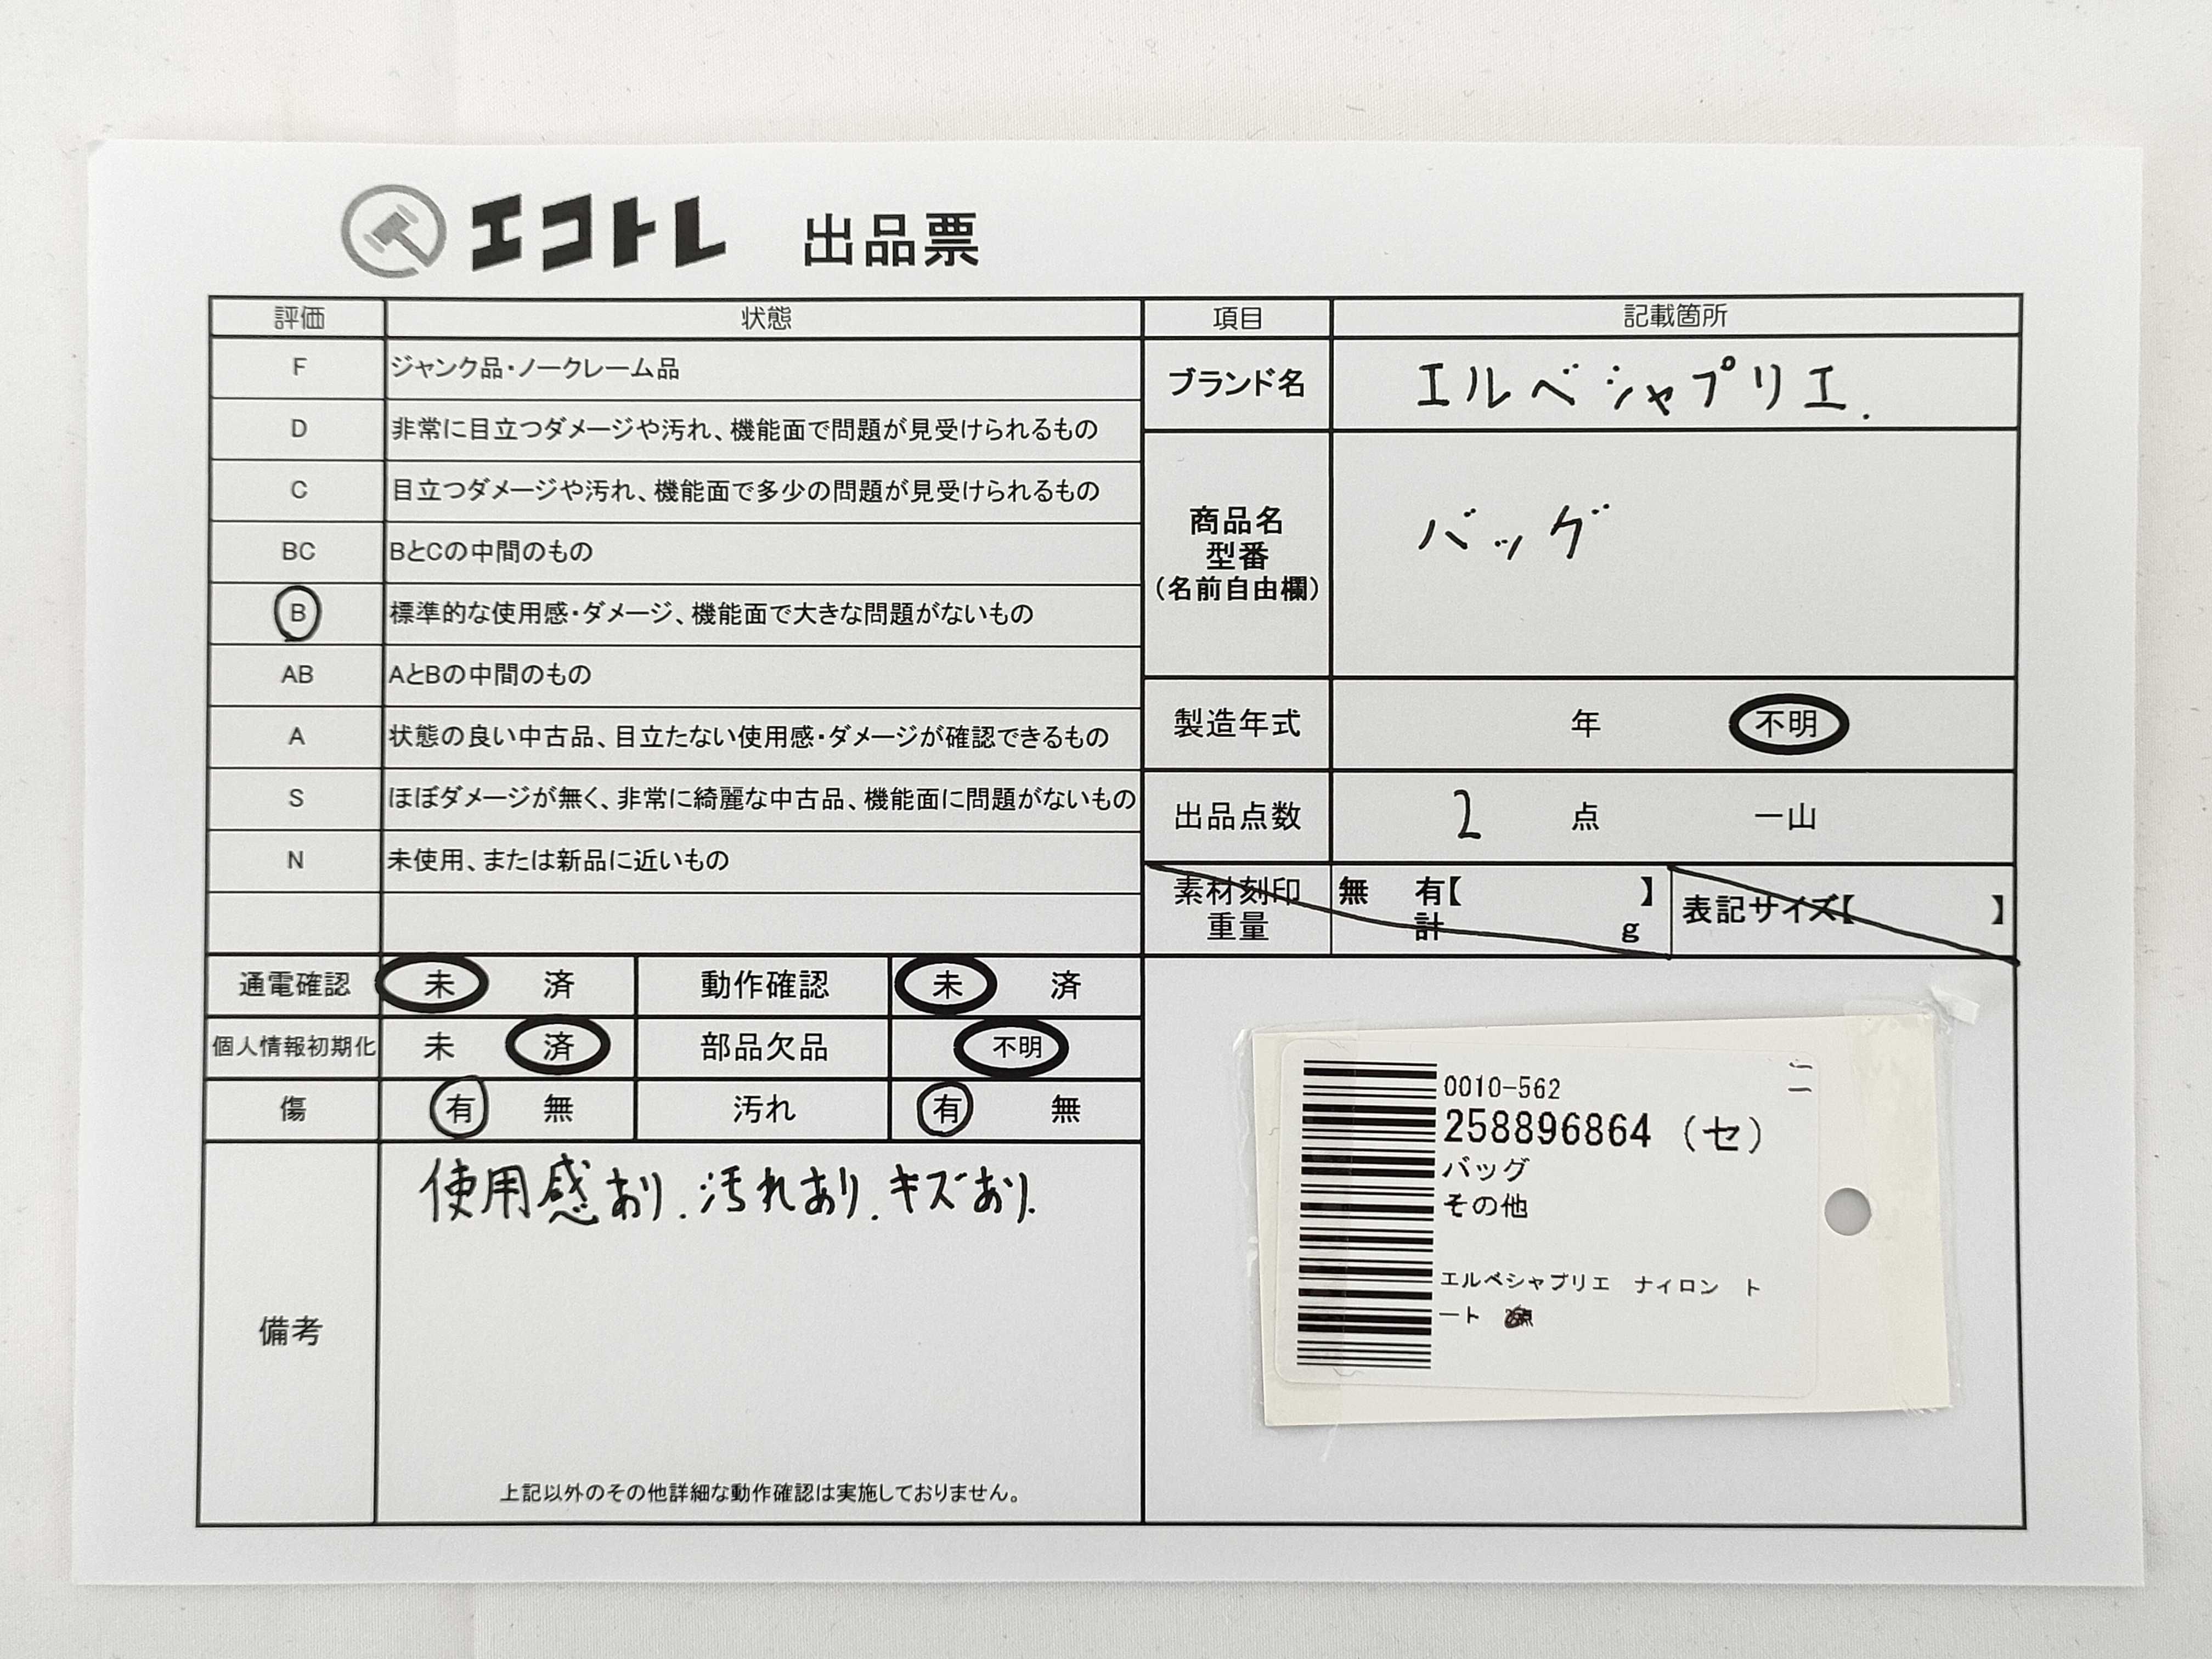 エコトレ 出品票
評価 状態
F ジャンク品・ノークレーム品
D 非常に目立つダメージや汚れ、機能面で問題が見受けられるもの
C 目立つダメージや汚れ、機能面で多少の問題が見受けられるもの
BC BとCの中間のもの
B 標準的な使用感・ダメージ、機能面で大きな問題がないもの
AB AとBの中間のもの
A 状態の良い中古品、目立たない使用感・ダメージが確認できるもの
S ほぼダメージが無く、非常に綺麗な中古品、機能面に問題がないもの
N 未使用、または新品に近いもの
通電確認 未 済 動作確認 未 済
個人情報初期化 未 済 部品欠品 不明
傷 有 無 汚れ 有 無
備考
使用感あり.汚れあり.キズあり.
上記以外のその他詳細な動作確認は実施しておりません。
項目 記載箇所
ブランド名 エルベシャプリエ.
商品名
型番
(名前自由欄)
バッグ
製造年式 年 不明
出品点数 2 点 一山
素材刻印 無 有【 】
重量 計 g
表記サイズ【 】
0010-562
258896864 (セ)
バッグ
その他
エルベシャプリエ ナイロン ト
ート